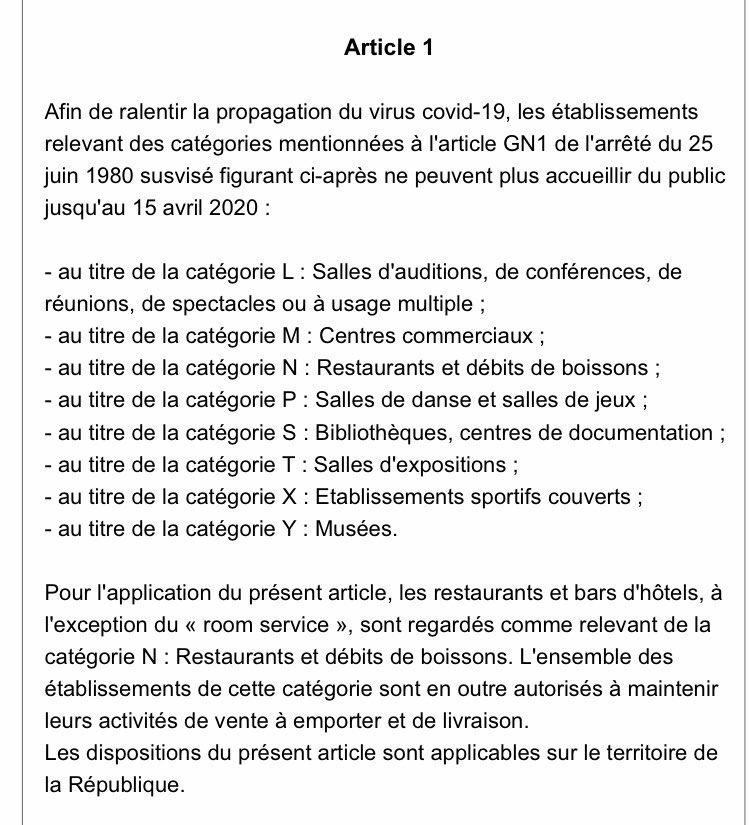 Article 1
Afin de ralentir la propagation du virus covid-19, les établissements
relevant des catégories mentionnées à l'article GN1 de l'arrêté du 25
juin 1980 susvisé figurant ci-après ne peuvent plus accueillir du public
jusqu'au 15 avril 2020 :
- au titre de la catégorie L : Salles d'auditions, de conférences, de
réunions, de spectacles ou à usage multiple ;
- au titre de la catégorie M : Centres commerciaux ;
- au titre de la catégorie N : Restaurants et débits de boissons ;
- au titre de la catégorie P : Salles de danse et salles de jeux ;
- au titre de la catégorie S : Bibliothèques, centres de documentation ;
- au titre de la catégorie T : Salles d'expositions ;
- au titre de la catégorie X : Etablissements sportifs couverts ;
- au titre de la catégorie Y : Musées.
Pour l'application du présent article, les restaurants et bars d'hôtels, à
l'exception du « room service », sont regardés comme relevant de la
catégorie N : Restaurants et débits de boissons. L'ensemble des
établissements de cette catégorie sont en outre autorisés à maintenir
leurs activités de vente à emporter et de livraison.
Les dispositions du présent article sont applicables sur le territoire de
la République.